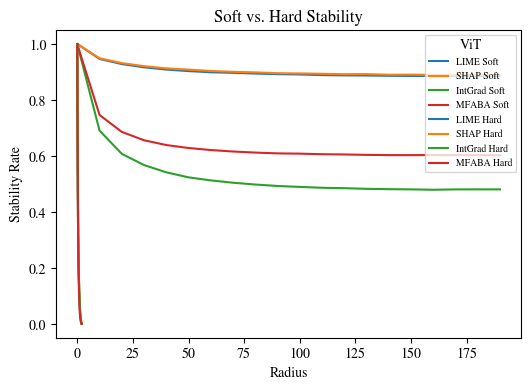 Soft vs. Hard Stability
Stability Rate
1.0
0.8
0.6
0.4
0.2
0.0
ViT
LIME Soft
SHAP Soft
IntGrad Soft
MFABA Soft
LIME Hard
SHAP Hard
IntGrad Hard
MFABA Hard
0 25 50 75 100 125 150 175
Radius